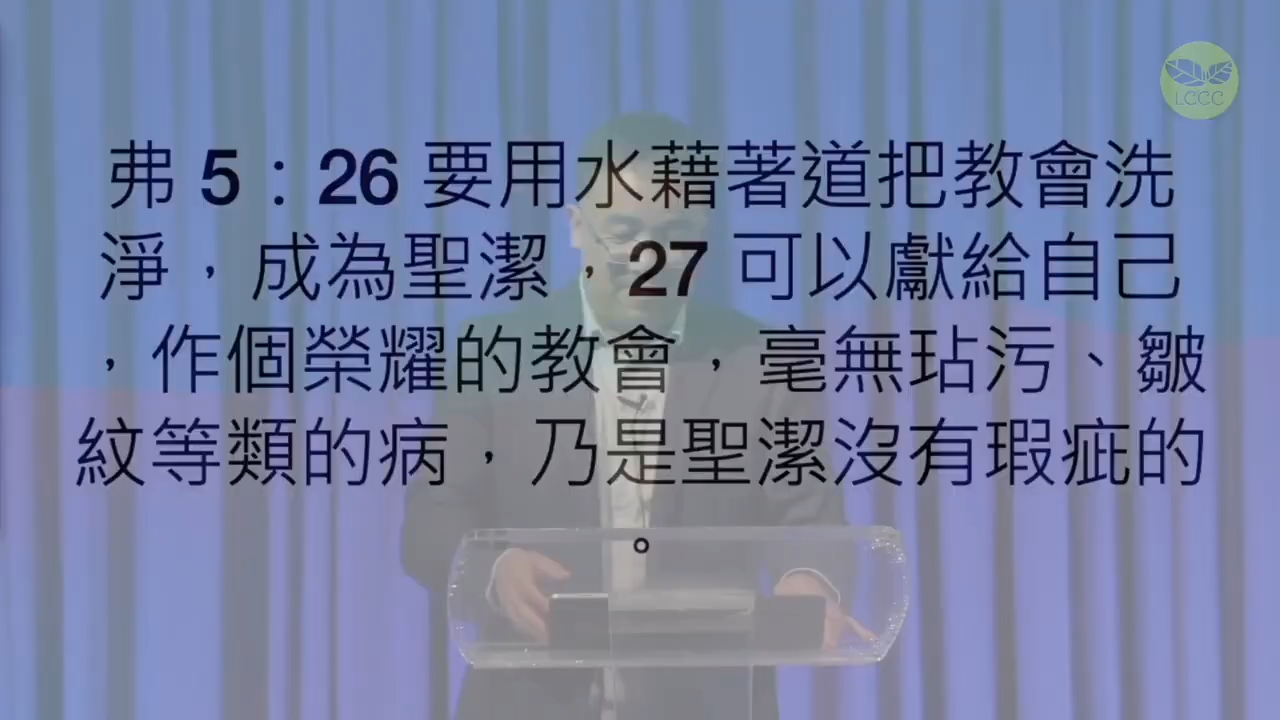 LCCC
弗 5：26 要用水藉著道把教會洗
淨，成為聖潔，27 可以獻給自己
，作個榮耀的教會，毫無玷污、皺
紋等類的病，乃是聖潔沒有瑕疵的
。